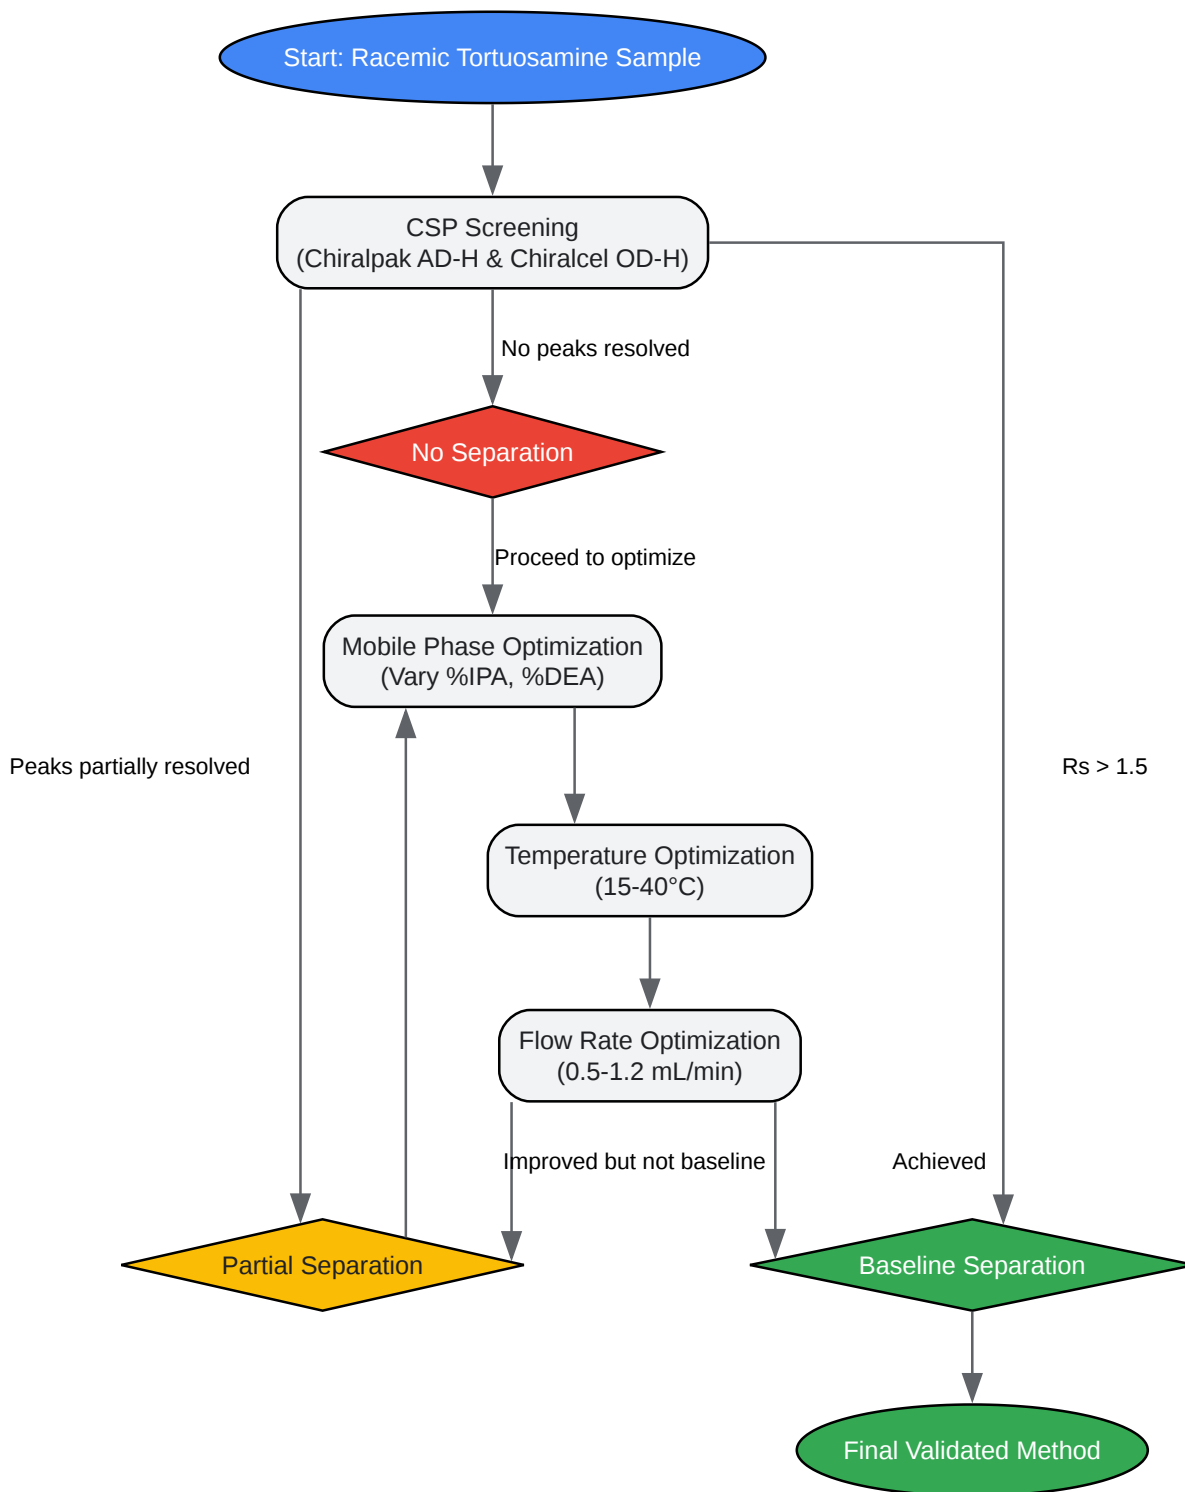 Start: Racemic Tortuosamine Sample
CSP Screening
(Chiralpak AD-H & Chiralcel OD-H)
No peaks resolved
No Separation
Proceed to optimize
Mobile Phase Optimization
(Vary %IPA, %DEA)
Peaks partially resolved
Rs > 1.5
Temperature Optimization
(15-40°C)
Flow Rate Optimization
(0.5-1.2 mL/min)
Improved but not baseline
Achieved
Partial Separation
Baseline Separation
Final Validated Method